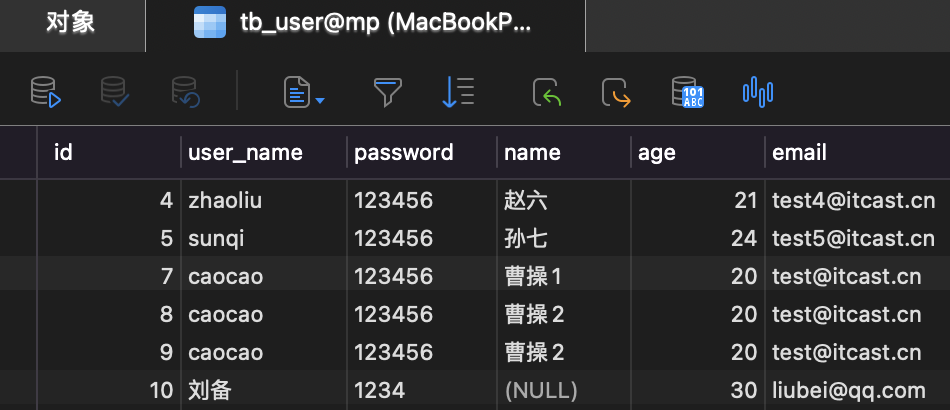 对象 tb_user@mp (MacBookP...
101
ABC
id user_name password name age email
4 zhaoliu 123456 赵六 21 test4@itcast.cn
5 sunqi 123456 孙七 24 test5@itcast.cn
7 caocao 123456 曹操1 20 test@itcast.cn
8 caocao 123456 曹操2 20 test@itcast.cn
9 caocao 123456 曹操2 20 test@itcast.cn
10 刘备 1234 (NULL) 30 liubei@qq.com